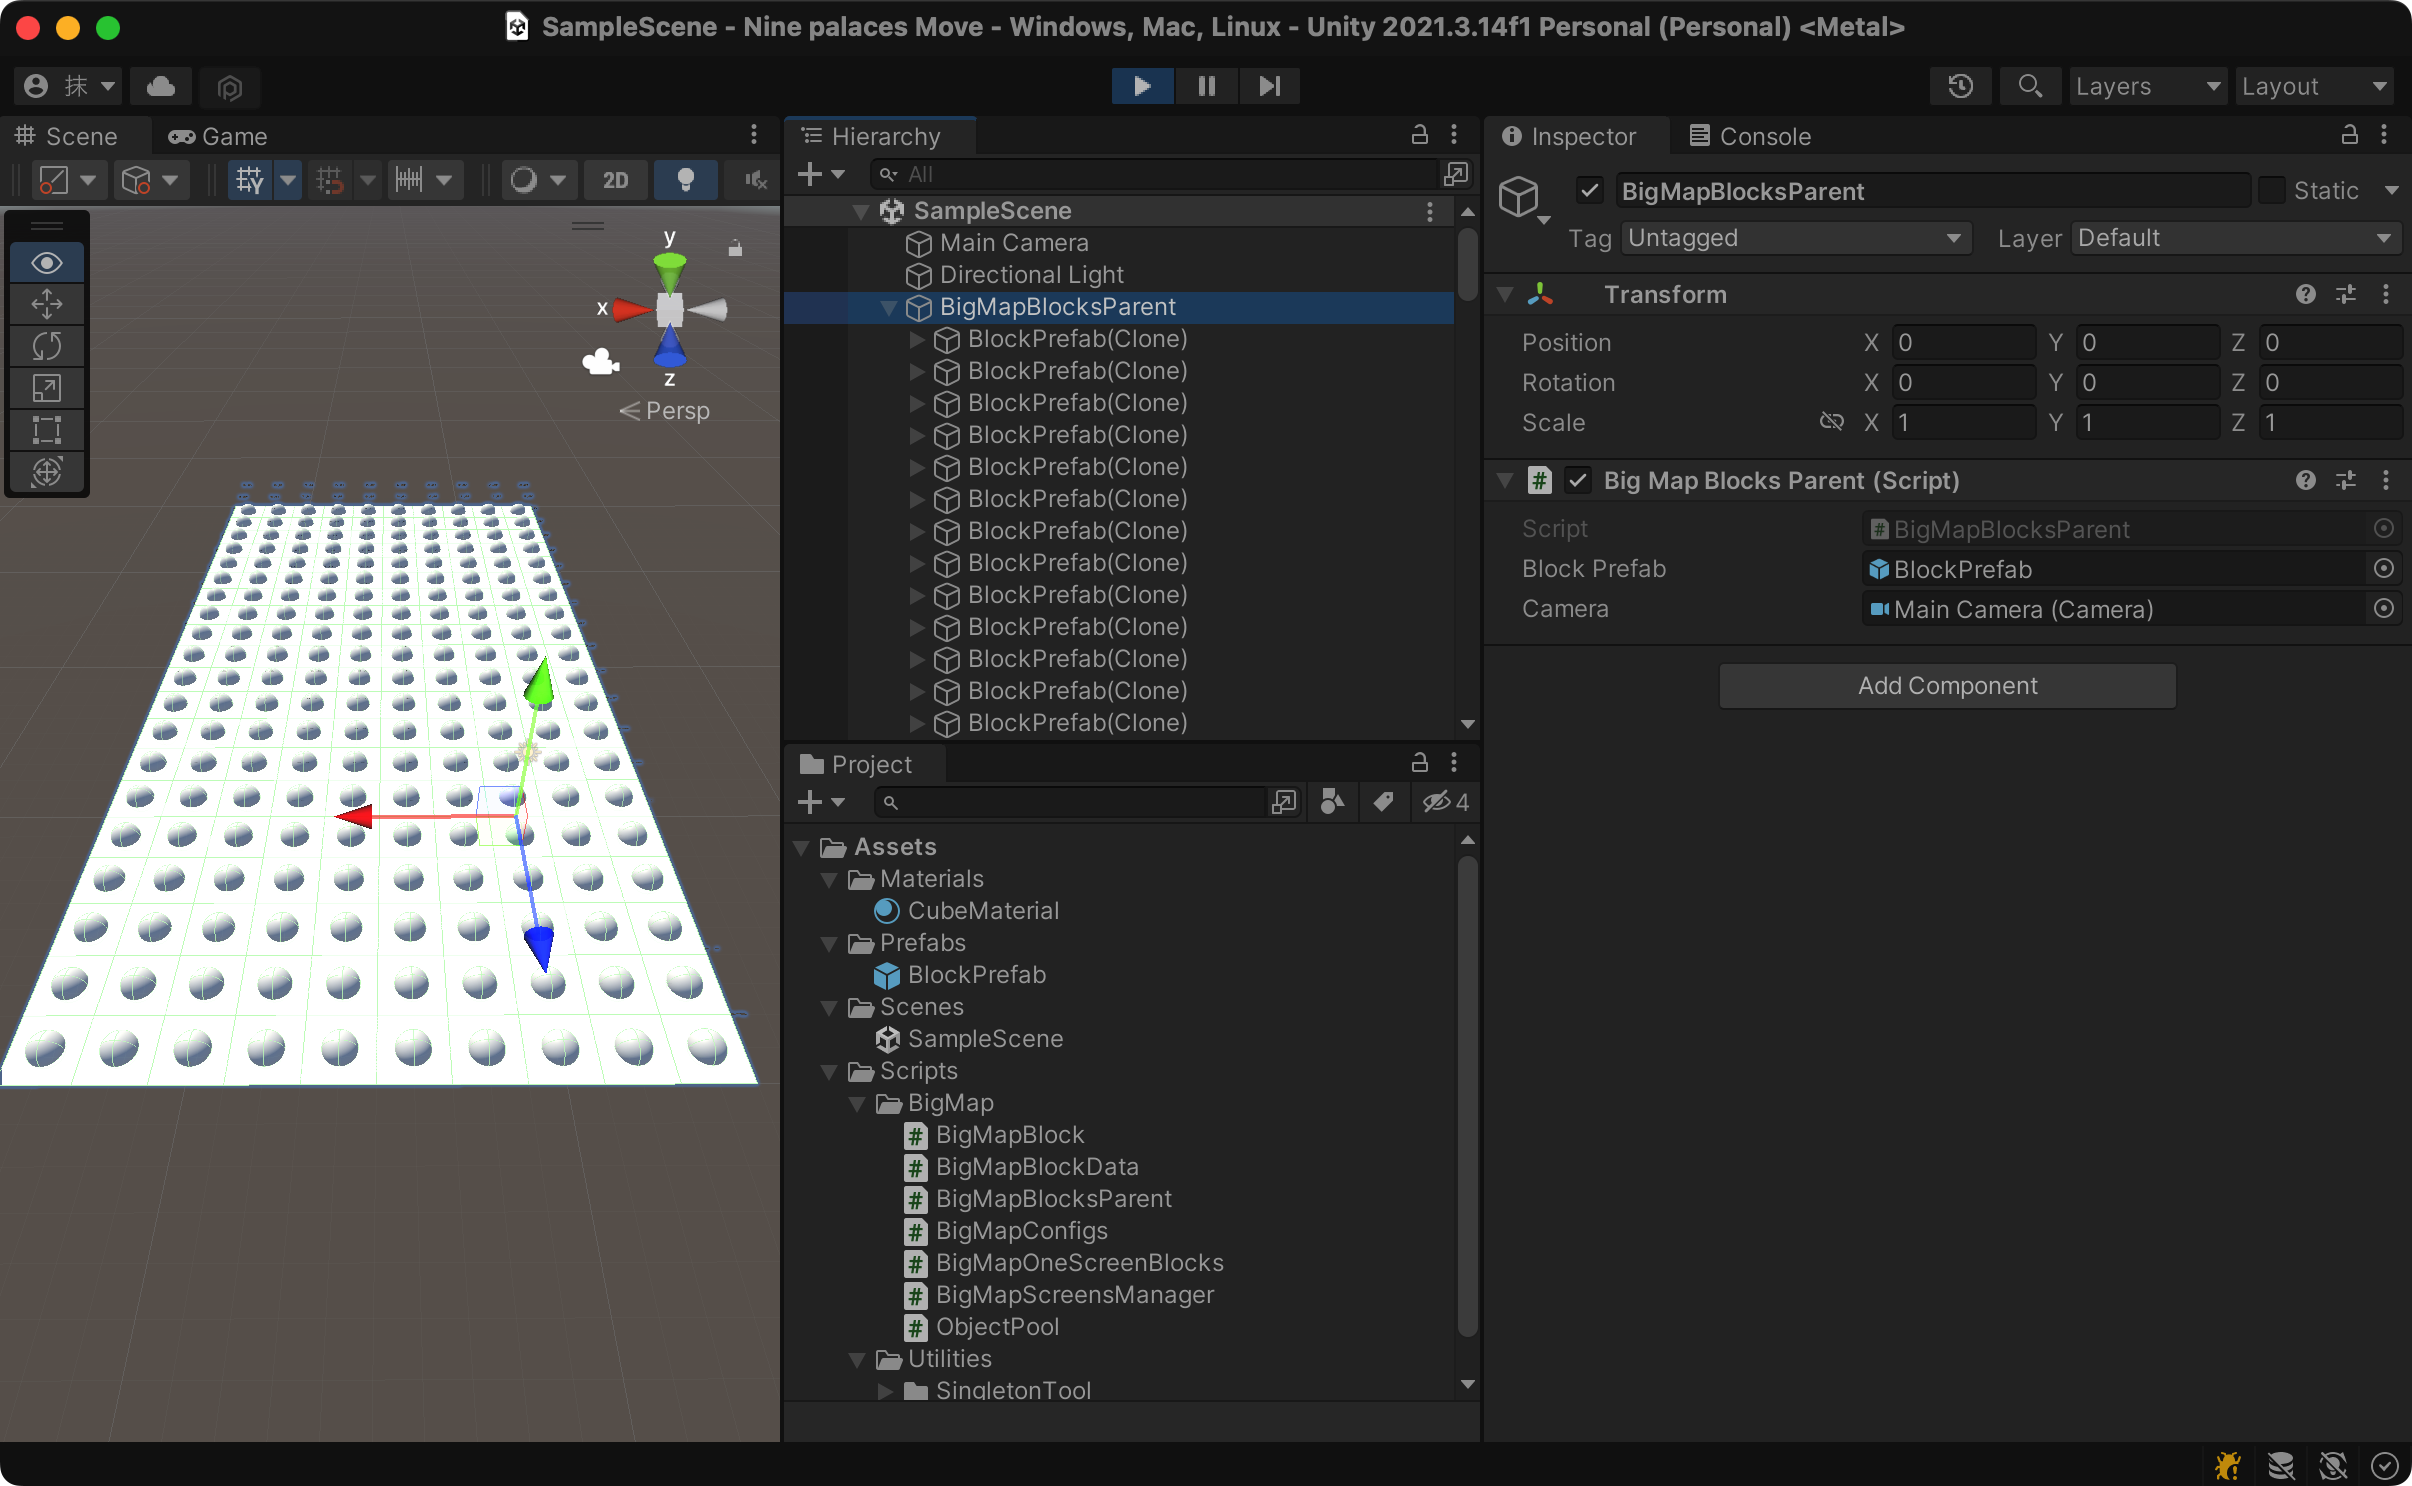 SampleScene - Nine palaces Move - Windows, Mac, Linux - Unity 2021.3.14f1 Personal (Personal) <Metal>
抹
Layers
Layout
Scene
Game
2D
y
x
z
Persp
Hierarchy
All
SampleScene
Main Camera
Directional Light
BigMapBlocksParent
BlockPrefab(Clone)
BlockPrefab(Clone)
BlockPrefab(Clone)
BlockPrefab(Clone)
BlockPrefab(Clone)
BlockPrefab(Clone)
BlockPrefab(Clone)
BlockPrefab(Clone)
BlockPrefab(Clone)
BlockPrefab(Clone)
BlockPrefab(Clone)
BlockPrefab(Clone)
BlockPrefab(Clone)
Project
4
Assets
Materials
CubeMaterial
Prefabs
BlockPrefab
Scenes
SampleScene
Scripts
BigMap
BigMapBlock
BigMapBlockData
BigMapBlocksParent
BigMapConfigs
BigMapOneScreenBlocks
BigMapScreensManager
ObjectPool
Utilities
SingletonTool
Inspector
Console
BigMapBlocksParent
Static
Tag Untagged
Layer Default
Transform
Position X 0 Y 0 Z 0
Rotation X 0 Y 0 Z 0
Scale X 1 Y 1 Z 1
# Big Map Blocks Parent (Script)
Script BigMapBlocksParent
Block Prefab BlockPrefab
Camera Main Camera (Camera)
Add Component